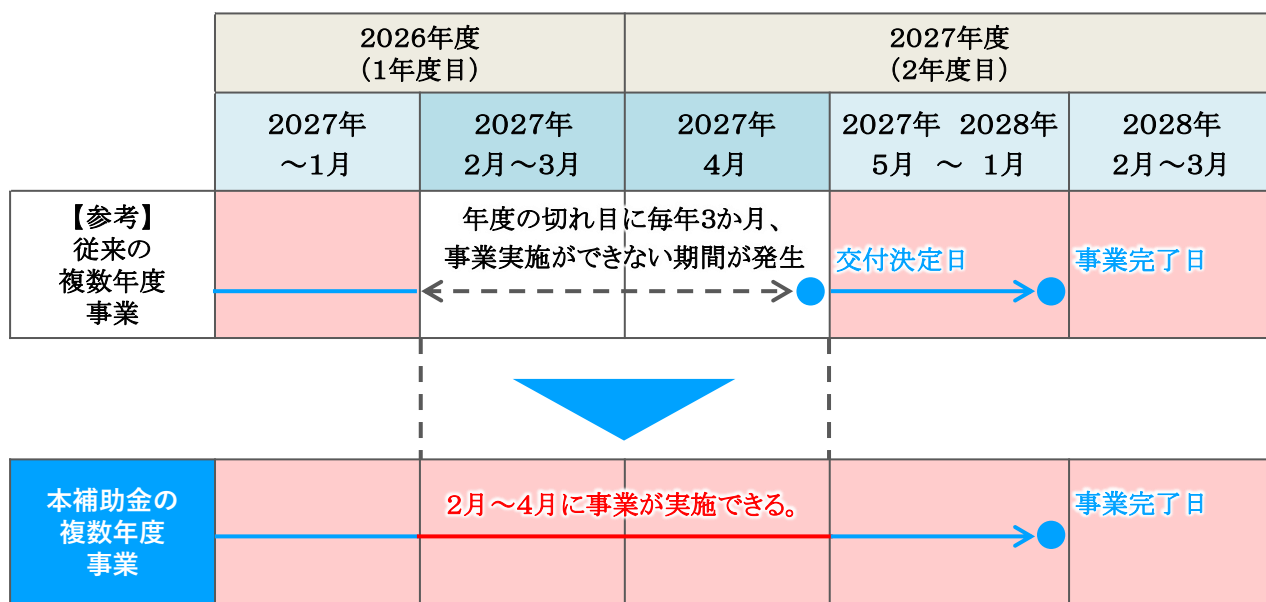 2026年度
（1年度目）
2027年度
（2年度目）
2027年
～1月
2027年
2月～3月
2027年
4月
2027年 2028年
5月 ～ 1月
2028年
2月～3月
【参考】
従来の
複数年度
事業
年度の切れ目に毎年3か月、
事業実施ができない期間が発生
交付決定日
事業完了日
本補助金の
複数年度
事業
2月～4月に事業が実施できる。
事業完了日